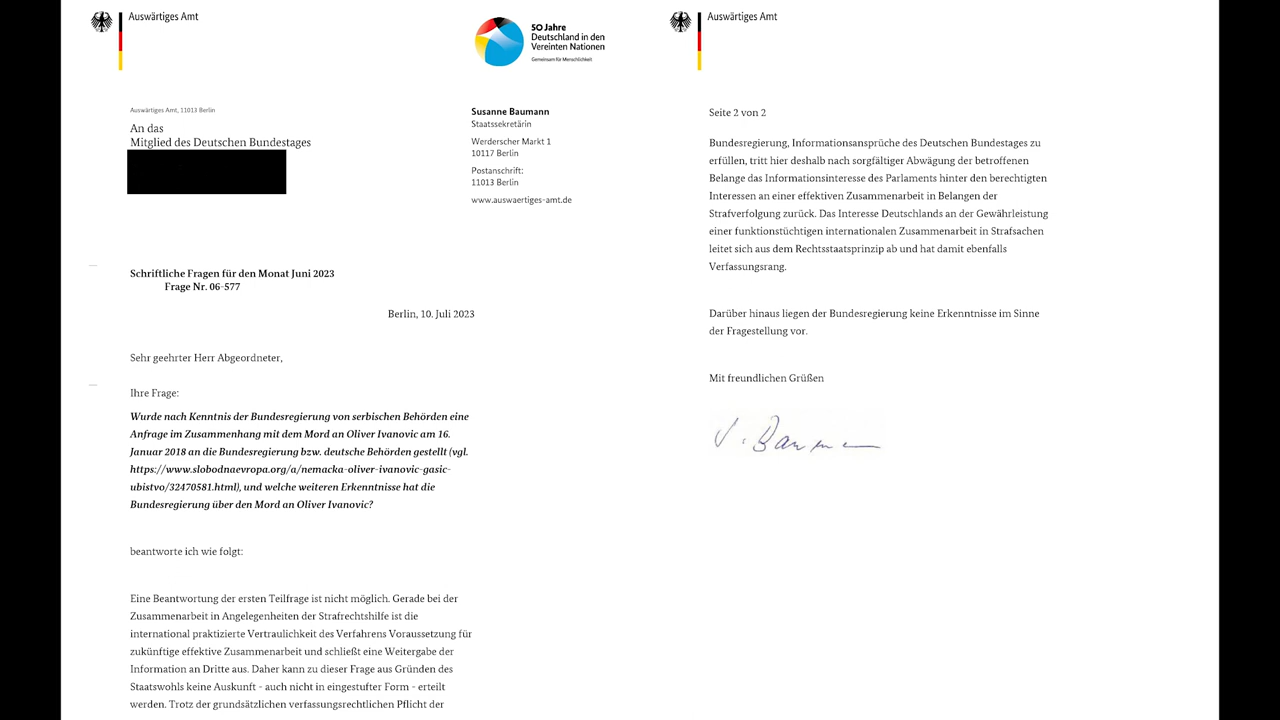 Auswärtiges Amt
50 Jahre
Deutschland in den
Vereinten Nationen
Gemeinsam für Menschlichkeit
Auswärtiges Amt, 11013 Berlin
An das
Mitglied des Deutschen Bundestages
Susanne Baumann
Staatssekretärin
Werderscher Markt 1
10117 Berlin
Postanschrift:
11013 Berlin
www.auswaertiges-amt.de
Schriftliche Fragen für den Monat Juni 2023
Frage Nr. 06-577
Berlin, 10. Juli 2023
Sehr geehrter Herr Abgeordneter,
Ihre Frage:
Wurde nach Kenntnis der Bundesregierung von serbischen Behörden eine
Anfrage im Zusammenhang mit dem Mord an Oliver Ivanovic am 16.
Januar 2018 an die Bundesregierung bzw. deutsche Behörden gestellt (vgl.
https://www.slobodnaevropa.org/a/nemacka-oliver-ivanovic-gasic-
ubistvo/32470581.html), und welche weiteren Erkenntnisse hat die
Bundesregierung über den Mord an Oliver Ivanovic?
beantworte ich wie folgt:
Eine Beantwortung der ersten Teilfrage ist nicht möglich. Gerade bei der
Zusammenarbeit in Angelegenheiten der Strafrechtshilfe ist die
international praktizierte Vertraulichkeit des Verfahrens Voraussetzung für
zukünftige effektive Zusammenarbeit und schließt eine Weitergabe der
Information an Dritte aus. Daher kann zu dieser Frage aus Gründen des
Staatswohls keine Auskunft - auch nicht in eingestufter Form - erteilt
werden. Trotz der grundsätzlichen verfassungsrechtlichen Pflicht der
Auswärtiges Amt
Seite 2 von 2
Bundesregierung, Informationsansprüche des Deutschen Bundestages zu
erfüllen, tritt hier deshalb nach sorgfältiger Abwägung der betroffenen
Belange das Informationsinteresse des Parlaments hinter den berechtigten
Interessen an einer effektiven Zusammenarbeit in Belangen der
Strafverfolgung zurück. Das Interesse Deutschlands an der Gewährleistung
einer funktionstüchtigen internationalen Zusammenarbeit in Strafsachen
leitet sich aus dem Rechtsstaatsprinzip ab und hat damit ebenfalls
Verfassungsrang.
Darüber hinaus liegen der Bundesregierung keine Erkenntnisse im Sinne
der Fragestellung vor.
Mit freundlichen Grüßen
S. Baumann